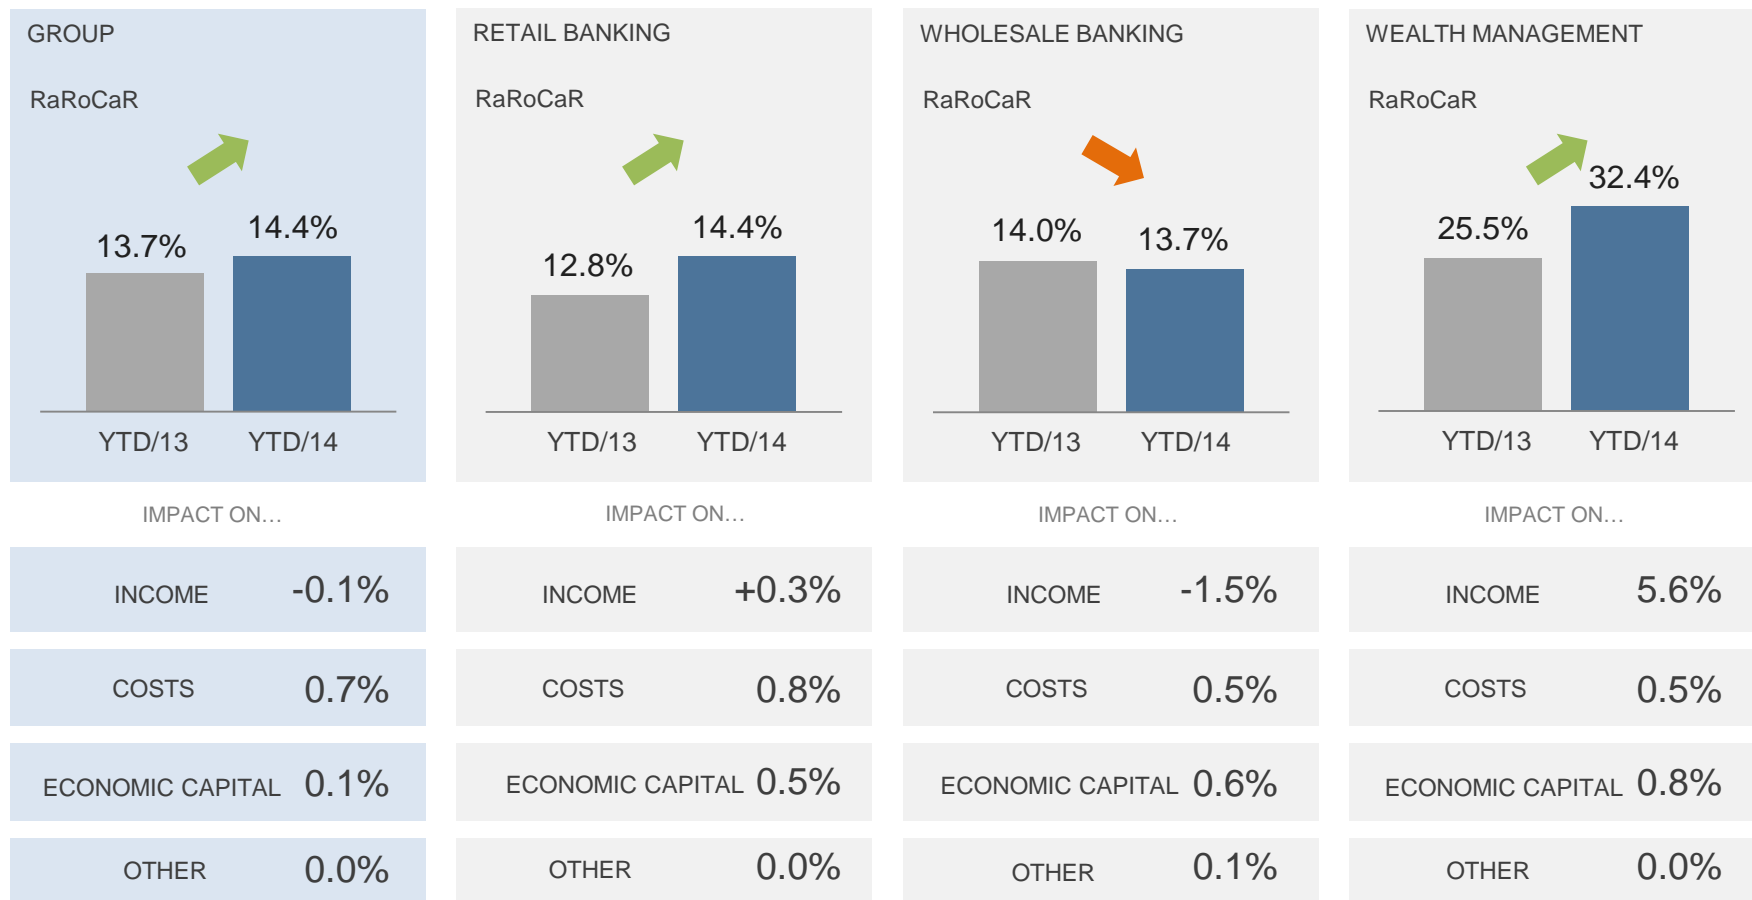 GROUP
RaRoCaR
13.7%
14.4%
YTD/13
YTD/14
IMPACT ON…
INCOME -0.1%
COSTS 0.7%
ECONOMIC CAPITAL 0.1%
OTHER 0.0%
RETAIL BANKING
RaRoCaR
12.8%
14.4%
YTD/13
YTD/14
IMPACT ON…
INCOME +0.3%
COSTS 0.8%
ECONOMIC CAPITAL 0.5%
OTHER 0.0%
WHOLESALE BANKING
RaRoCaR
14.0%
13.7%
YTD/13
YTD/14
IMPACT ON…
INCOME -1.5%
COSTS 0.5%
ECONOMIC CAPITAL 0.6%
OTHER 0.1%
WEALTH MANAGEMENT
RaRoCaR
25.5%
32.4%
YTD/13
YTD/14
IMPACT ON…
INCOME 5.6%
COSTS 0.5%
ECONOMIC CAPITAL 0.8%
OTHER 0.0%